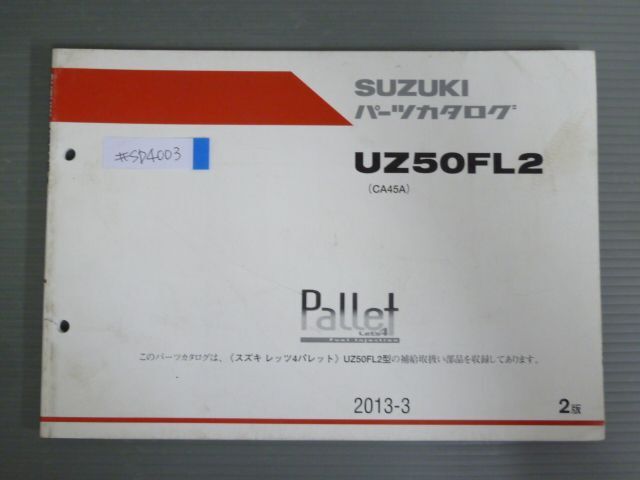 SUZUKI
パーツカタログ
#SD4003
UZ50FL2
(CA45A)
Pallet
Let's4
Fuel Injection
このパーツカタログは、《スズキ レッツ4パレット》UZ50FL2型の補給取扱い部品を収録してあります。
2013-3
2版